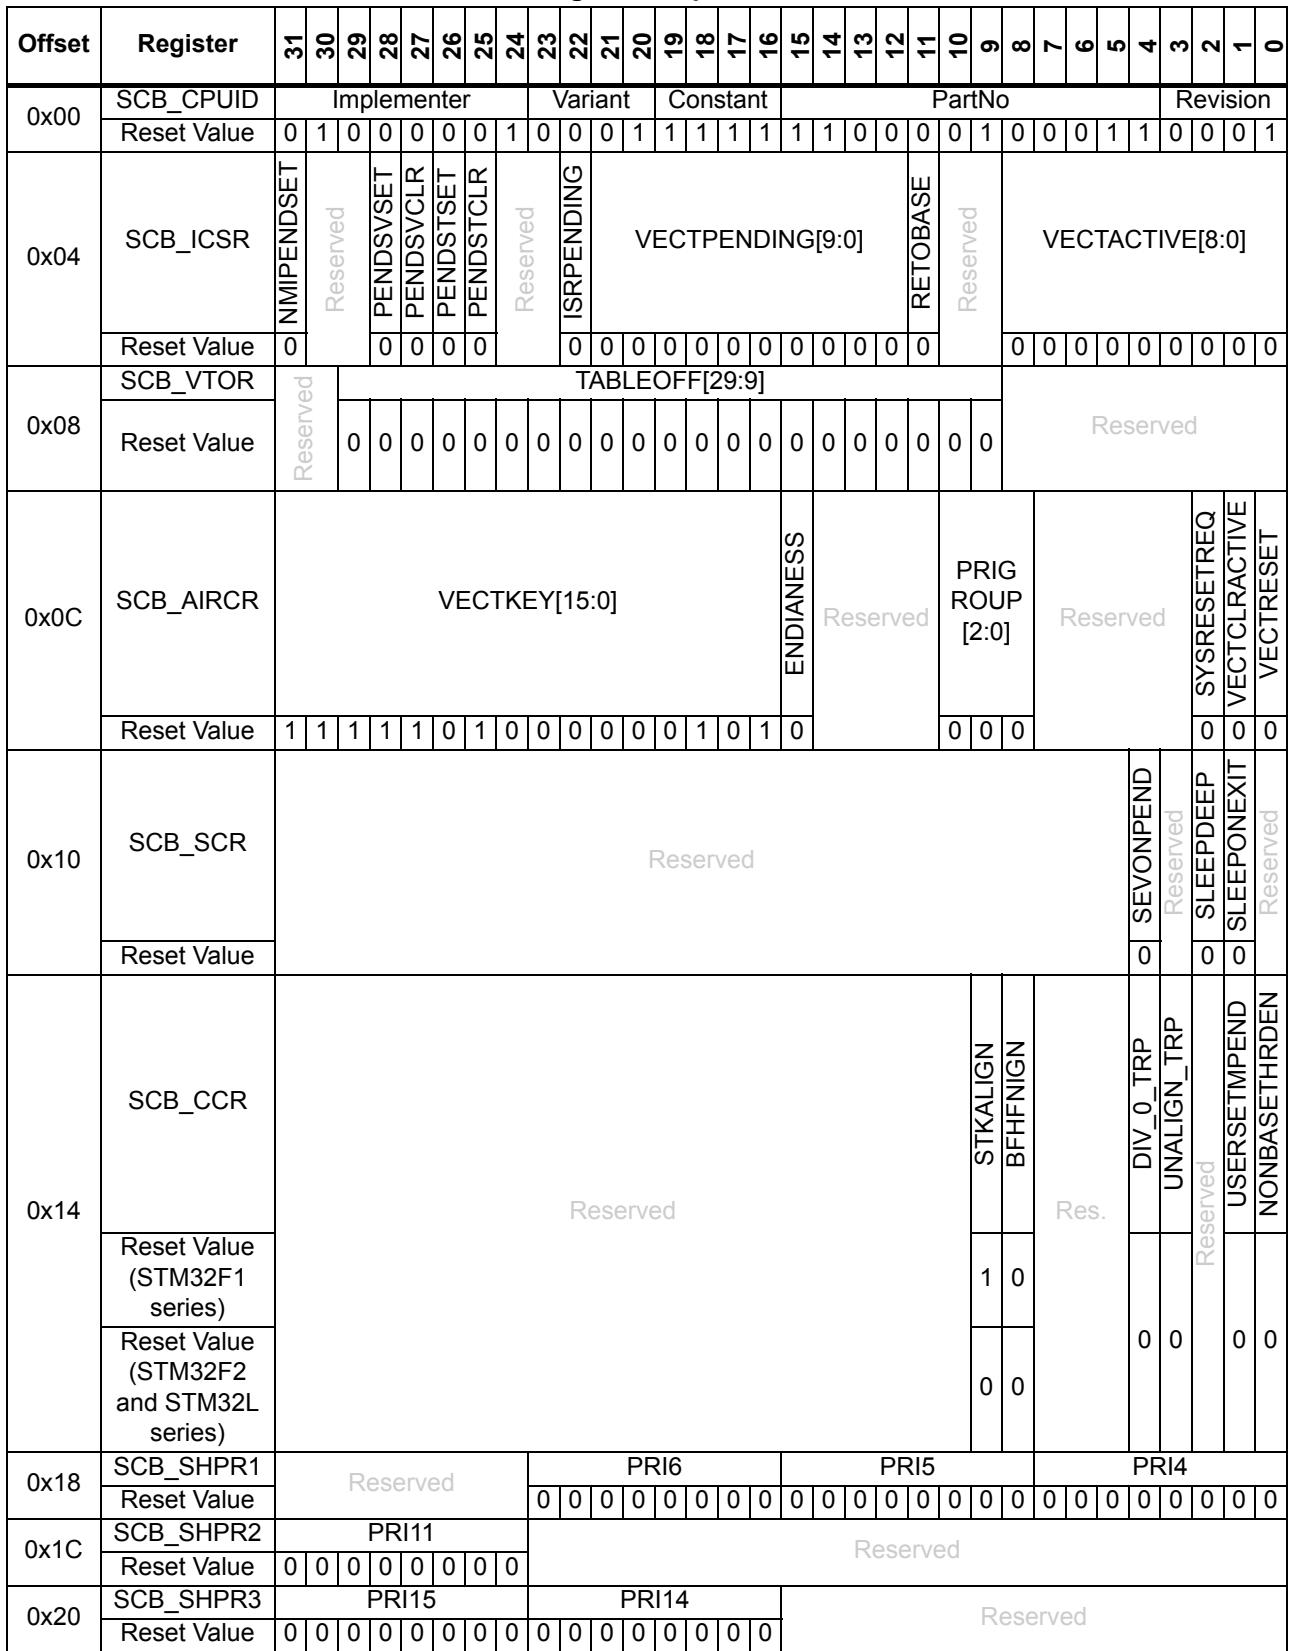 Offset Register 31 30 29 28 27 26 25 24 23 22 21 20 19 18 17 16 15 14 13 12 11 10 9 8 7 6 5 4 3 2 1 0
0x00 SCB_CPUID Implementer Variant Constant PartNo Revision
Reset Value 0 1 0 0 0 0 0 1 0 0 0 1 1 1 1 1 1 1 0 0 0 0 1 0 0 0 1 1 0 0 0 1
0x04 SCB_ICSR NMIPENDSET Reserved PENDSVSET PENDSVCLR PENDSTSET PENDSTCLR Reserved ISRPENDING VECTPENDING[9:0] RETOBASE Reserved VECTACTIVE[8:0]
Reset Value 0 0 0 0 0 0 0 0 0 0 0 0 0 0 0 0 0 0 0 0 0 0 0 0 0 0
0x08 SCB_VTOR Reserved TABLEOFF[29:9] Reserved
Reset Value 0 0 0 0 0 0 0 0 0 0 0 0 0 0 0 0 0 0 0 0 0
0x0C SCB_AIRCR VECTKEY[15:0] ENDIANESS Reserved PRIG
ROUP
[2:0] Reserved SYSRESETREQ VECTCLRACTIVE VECTRESET
Reset Value 1 1 1 1 1 0 1 0 0 0 0 0 0 1 0 1 0 0 0 0 0 0 0
0x10 SCB_SCR Reserved SEVONPEND Reserved SLEEPDEEP SLEEPONEXIT Reserved
Reset Value 0 0 0
0x14 SCB_CCR Reserved STKALIGN BFHFNIGN Res. DIV_0_TRP UNALIGN_TRP Reserved USERSETMPEND NONBASETHRDEN
Reset Value
(STM32F1
series) 1 0
Reset Value
(STM32F2
and STM32L
series) 0 0 0 0 0 0
0x18 SCB_SHPR1 Reserved PRI6 PRI5 PRI4
Reset Value 0 0 0 0 0 0 0 0 0 0 0 0 0 0 0 0 0 0 0 0 0 0 0 0
0x1C SCB_SHPR2 PRI11 Reserved
Reset Value 0 0 0 0 0 0 0 0
0x20 SCB_SHPR3 PRI15 PRI14 Reserved
Reset Value 0 0 0 0 0 0 0 0 0 0 0 0 0 0 0 0